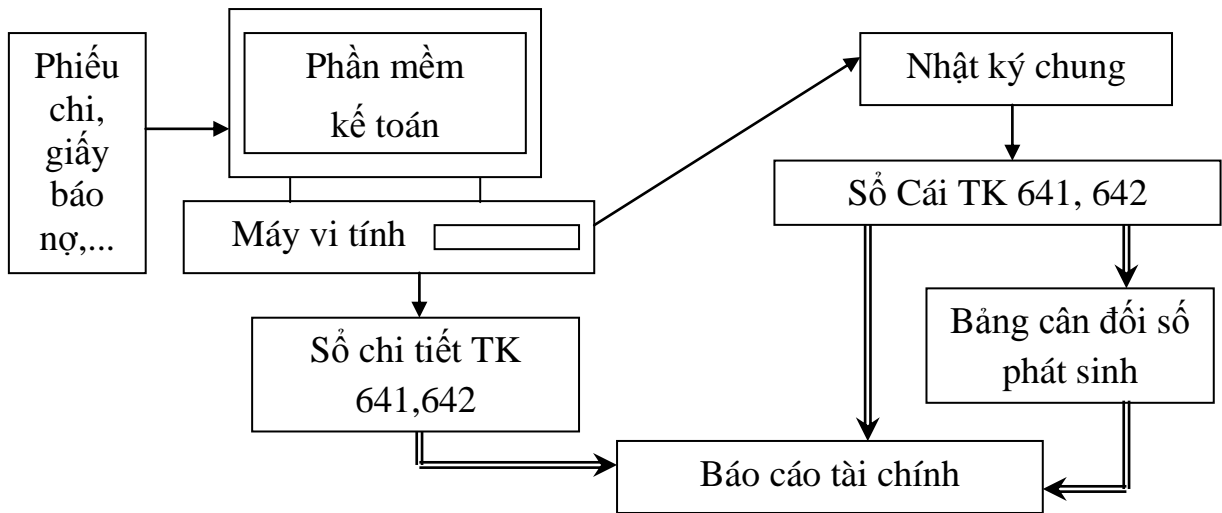 Phiếu
chi,
giấy
báo
nợ,...
Phần mềm
kế toán
Máy vi tính
Nhật ký chung
Sổ Cái TK 641, 642
Sổ chi tiết TK
641,642
Bảng cân đối số
phát sinh
Báo cáo tài chính